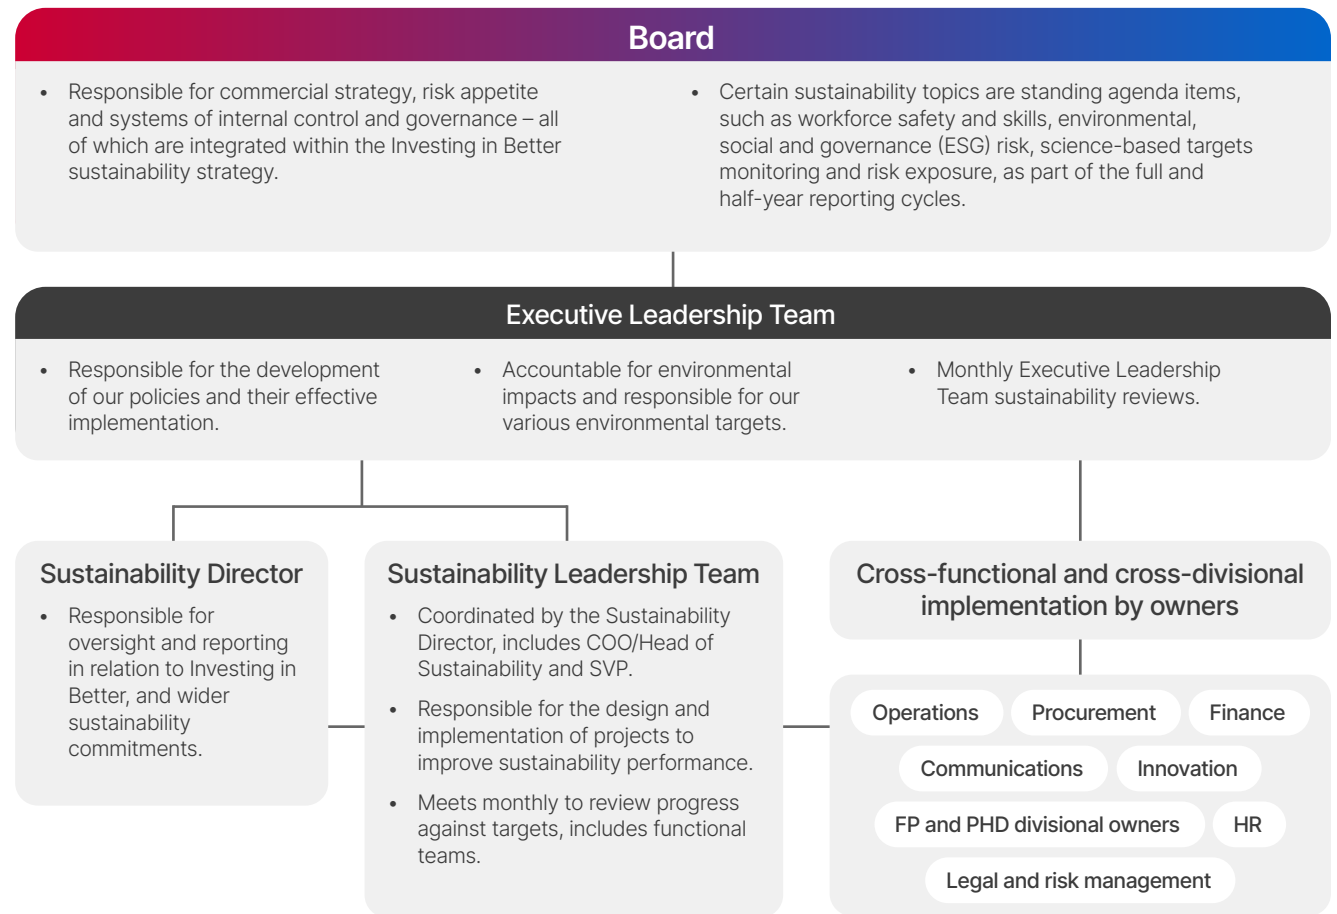 Board
• Responsible for commercial strategy, risk appetite
and systems of internal control and governance – all
of which are integrated within the Investing in Better
sustainability strategy.
• Certain sustainability topics are standing agenda items,
such as workforce safety and skills, environmental,
social and governance (ESG) risk, science-based targets
monitoring and risk exposure, as part of the full and
half-year reporting cycles.
Executive Leadership Team
• Responsible for the development
of our policies and their effective
implementation.
• Accountable for environmental
impacts and responsible for our
various environmental targets.
• Monthly Executive Leadership
Team sustainability reviews.
Sustainability Director
• Responsible for
oversight and reporting
in relation to Investing in
Better, and wider
sustainability
commitments.
Sustainability Leadership Team
• Coordinated by the Sustainability
Director, includes COO/Head of
Sustainability and SVP.
• Responsible for the design and
implementation of projects to
improve sustainability performance.
• Meets monthly to review progress
against targets, includes functional
teams.
Cross-functional and cross-divisional
implementation by owners
Operations
Procurement
Finance
Communications
Innovation
FP and PHD divisional owners
HR
Legal and risk management